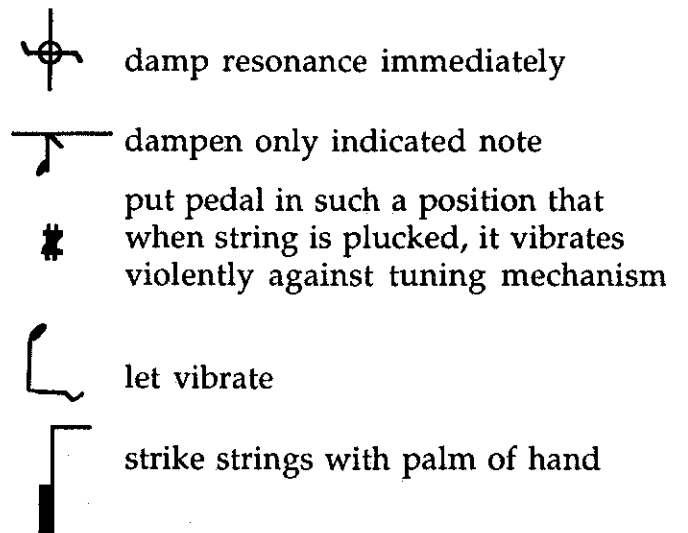 damp resonance immediately
dampen only indicated note
put pedal in such a position that
when string is plucked, it vibrates
violently against tuning mechanism
let vibrate
strike strings with palm of hand